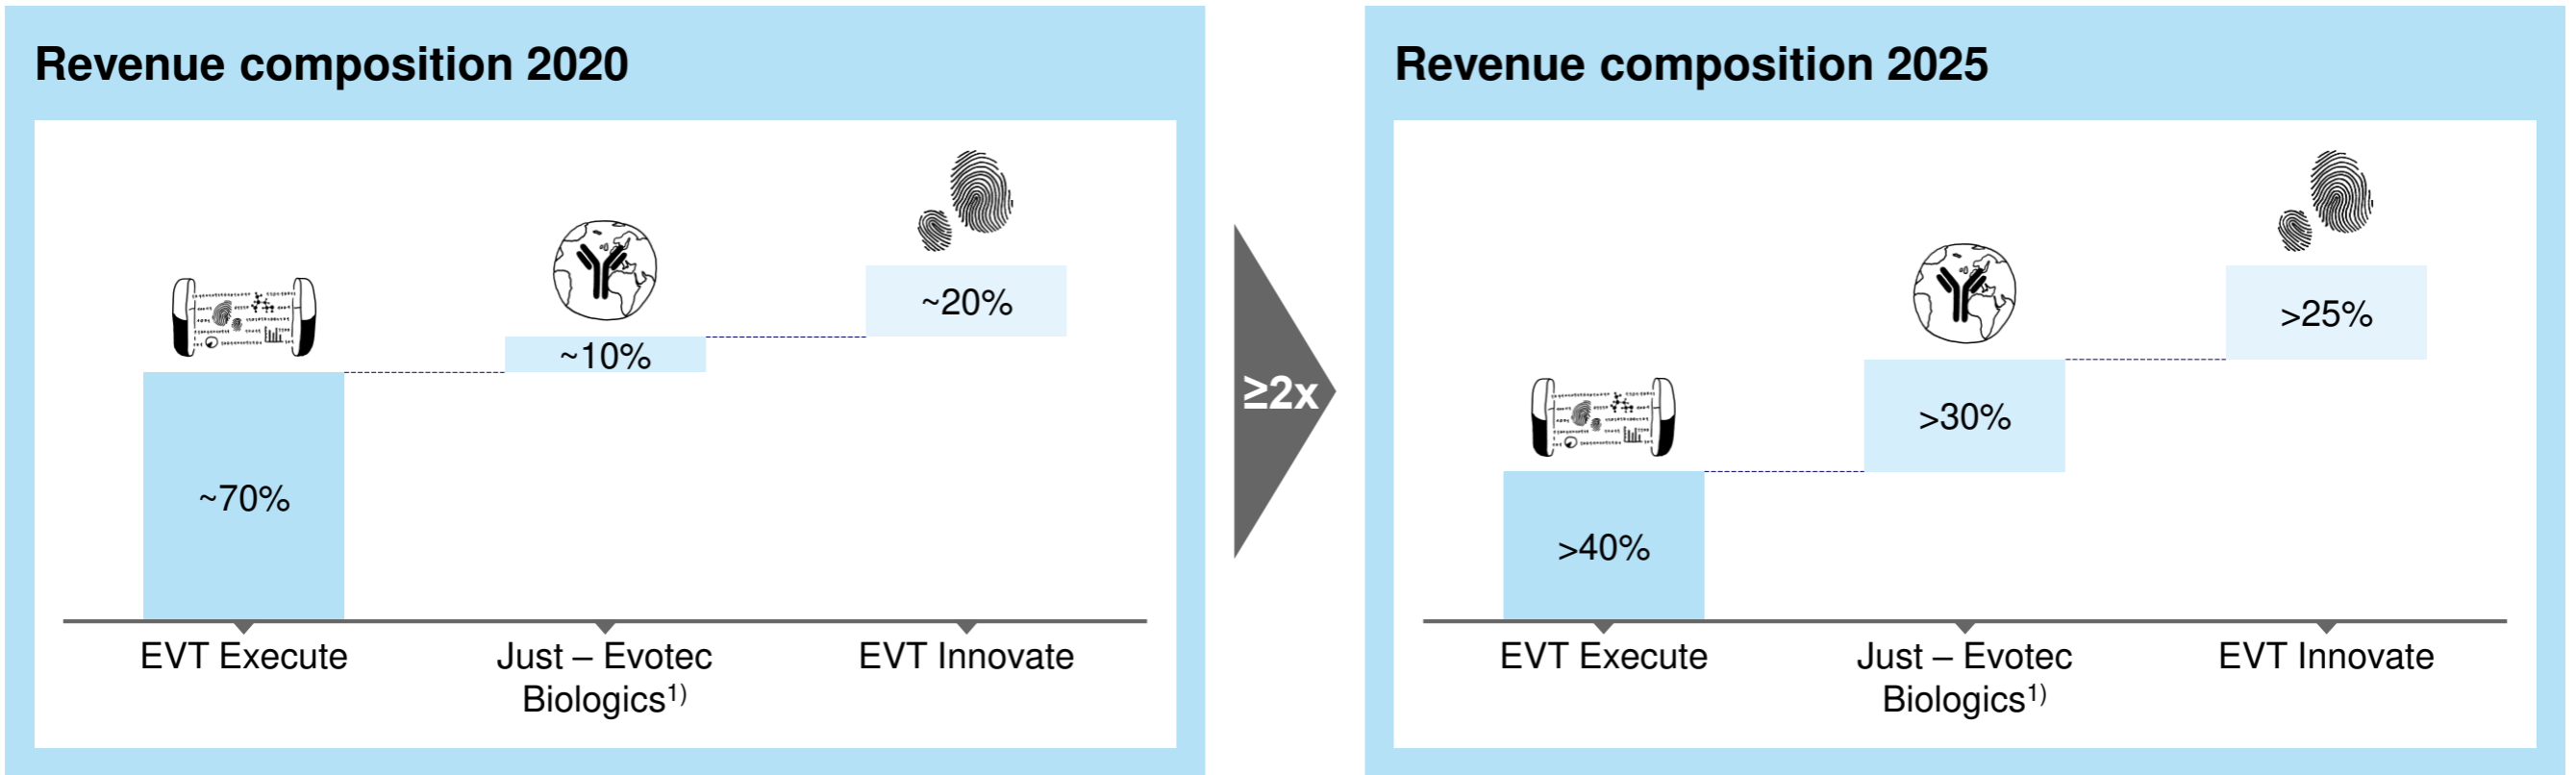 Revenue composition 2020
~70%
~10%
~20%
EVT Execute
Just – Evotec
Biologics¹⁾
EVT Innovate
≥2x
Revenue composition 2025
>40%
>30%
>25%
EVT Execute
Just – Evotec
Biologics¹⁾
EVT Innovate